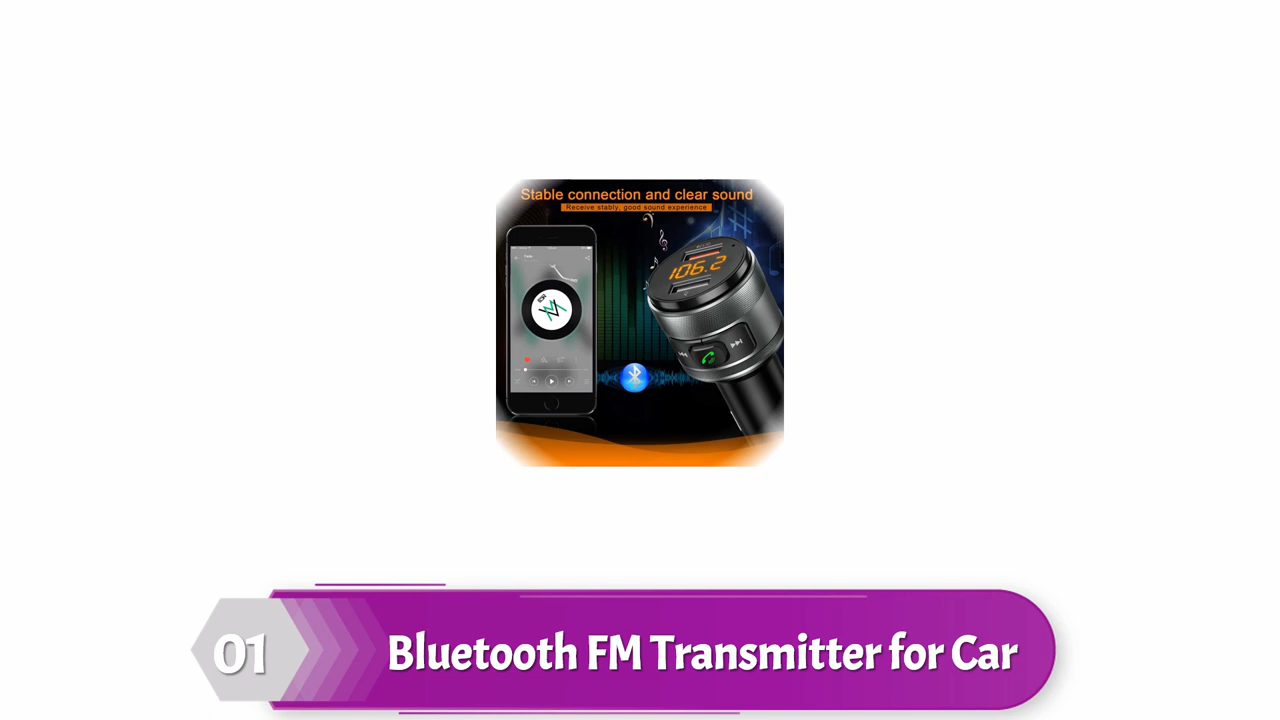 Stable connection and clear sound
Receive stably, good sound experience
106.2
01
Bluetooth FM Transmitter for Car